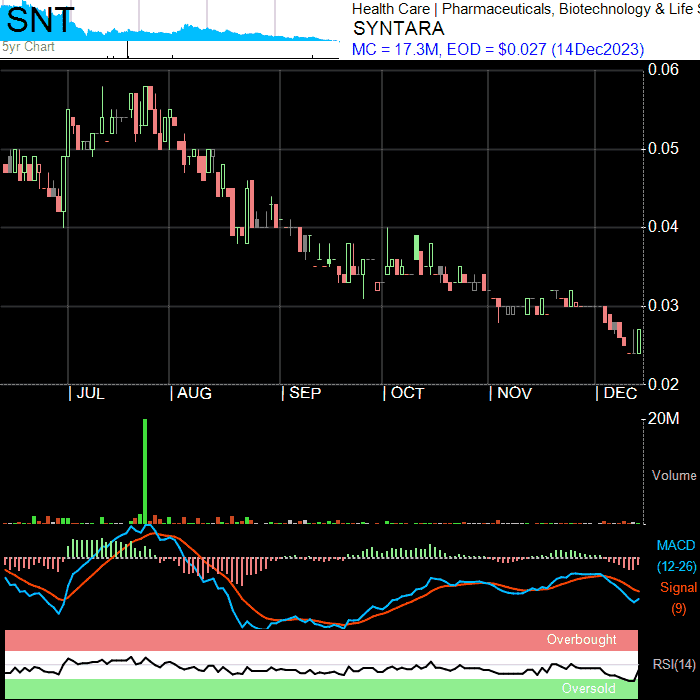 SNT
5yr Chart
Health Care | Pharmaceuticals, Biotechnology & Life S
SYNTARA
MC = 17.3M, EOD = $0.027 (14Dec2023)
0.06
0.05
0.04
0.03
0.02
| JUL | AUG | SEP | OCT | NOV | DEC
20M
Volume
MACD
(12-26)
Signal
(9)
Overbought
RSI(14)
Oversold